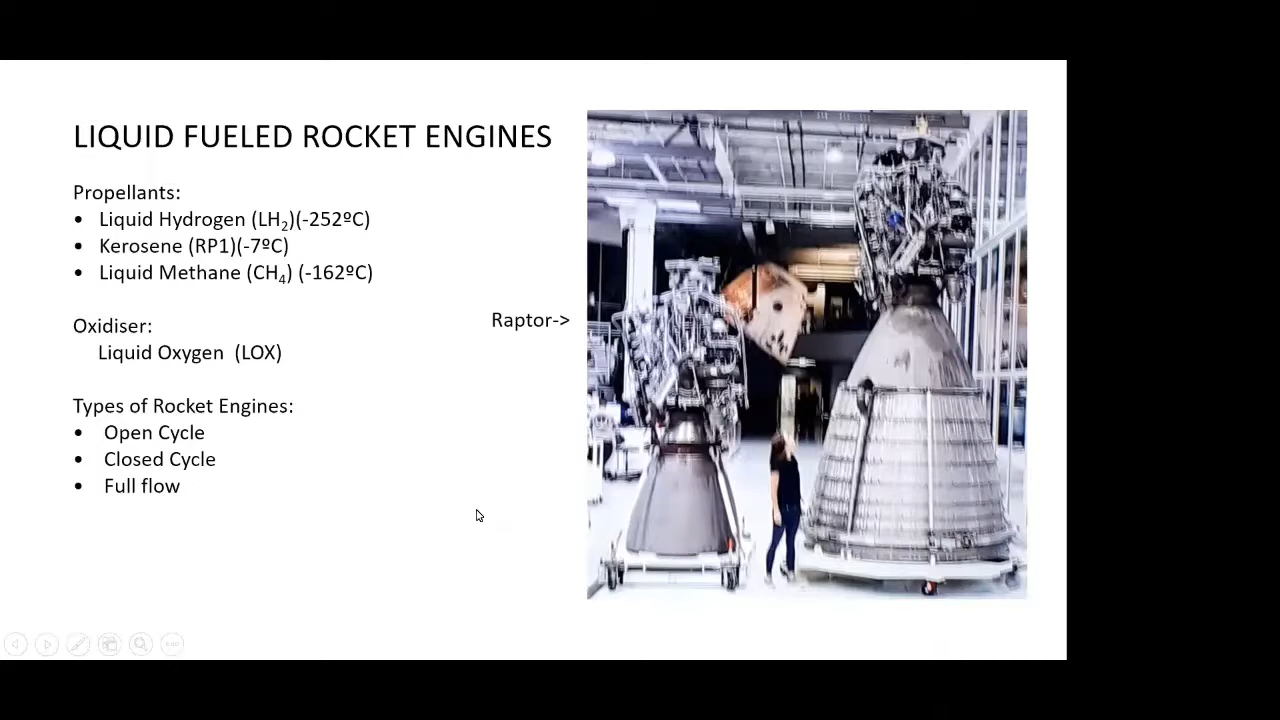 LIQUID FUELED ROCKET ENGINES
Propellants:
• Liquid Hydrogen (LH₂)(-252ºC)
• Kerosene (RP1)(-7ºC)
• Liquid Methane (CH₄) (-162ºC)
Oxidiser:
Liquid Oxygen (LOX)
Types of Rocket Engines:
• Open Cycle
• Closed Cycle
• Full flow
Raptor->